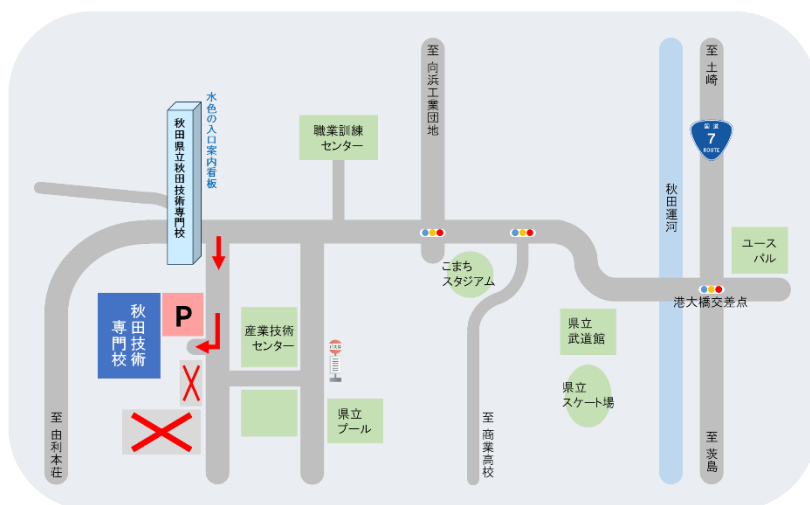 至
向浜工業団地
至
土崎
国道
7
ROUTE
水色の入口案内看板
秋田県立秋田技術専門校
職業訓練
センター
秋田運河
ユース
パル
こまち
スタジアム
港大橋交差点
秋田技術
専門校
P
産業技術
センター
県立
武道館
県立
スケート場
県立
プール
至
由利本荘
至
商業高校
至
茨島